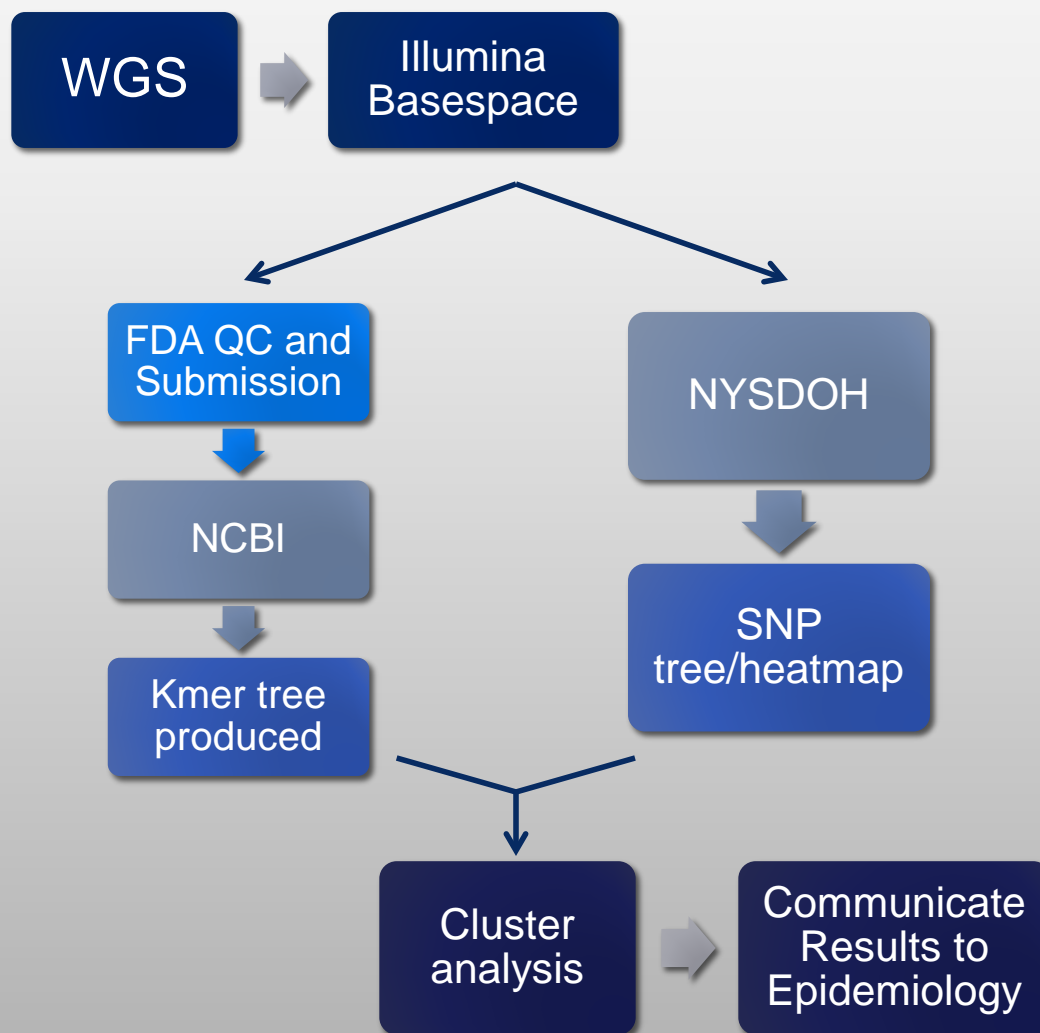 WGS
Illumina
Basespace
FDA QC and
Submission
NCBI
Kmer tree
produced
NYSDOH
SNP
tree/heatmap
Cluster
analysis
Communicate
Results to
Epidemiology